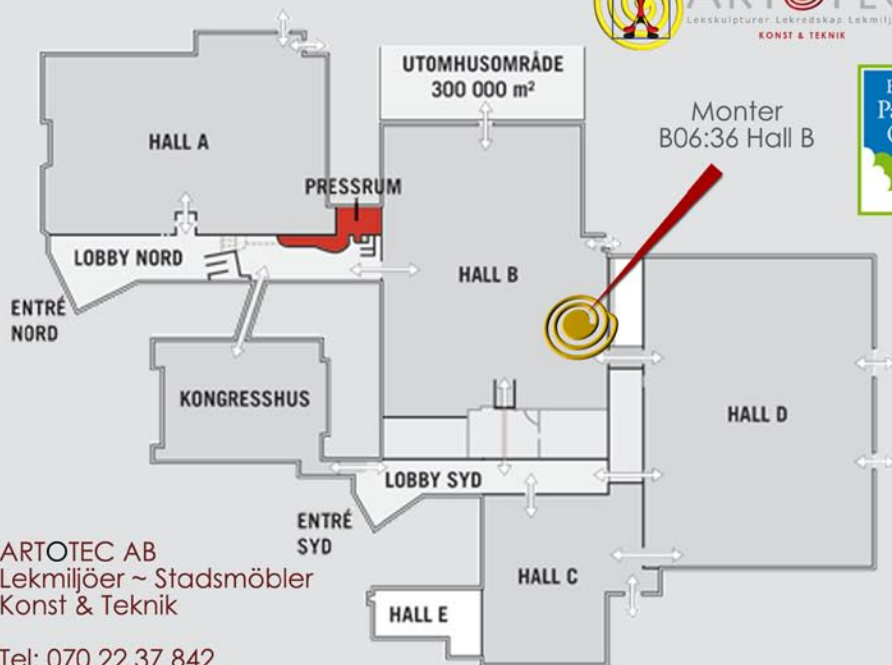 ARTOTEC
Lekskulpturer Lekredskap
KONST & TEKNIK
UTOMHUSOMRÅDE
300 000 m²
Monter
B06:36 Hall B
HALL A
PRESSRUM
LOBBY NORD
HALL B
ENTRÉ
NORD
KONGRESSHUS
HALL D
LOBBY SYD
ENTRÉ
SYD
HALL C
HALL E
ARTOTEC AB
Lekmiljöer ~ Stadsmöbler
Konst & Teknik
Tel: 070 22 37 842